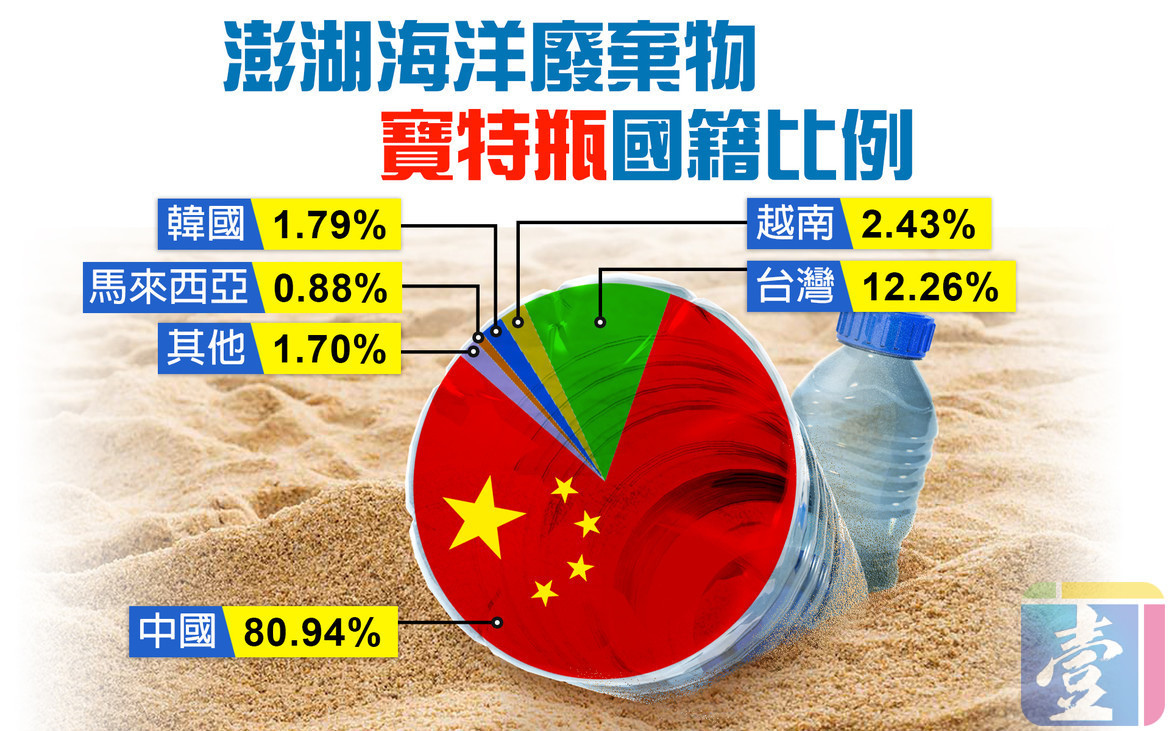 澎湖海洋廢棄物
寶特瓶國籍比例
韓國 1.79%
越南 2.43%
馬來西亞 0.88%
台灣 12.26%
其他 1.70%
中國 80.94%
壹